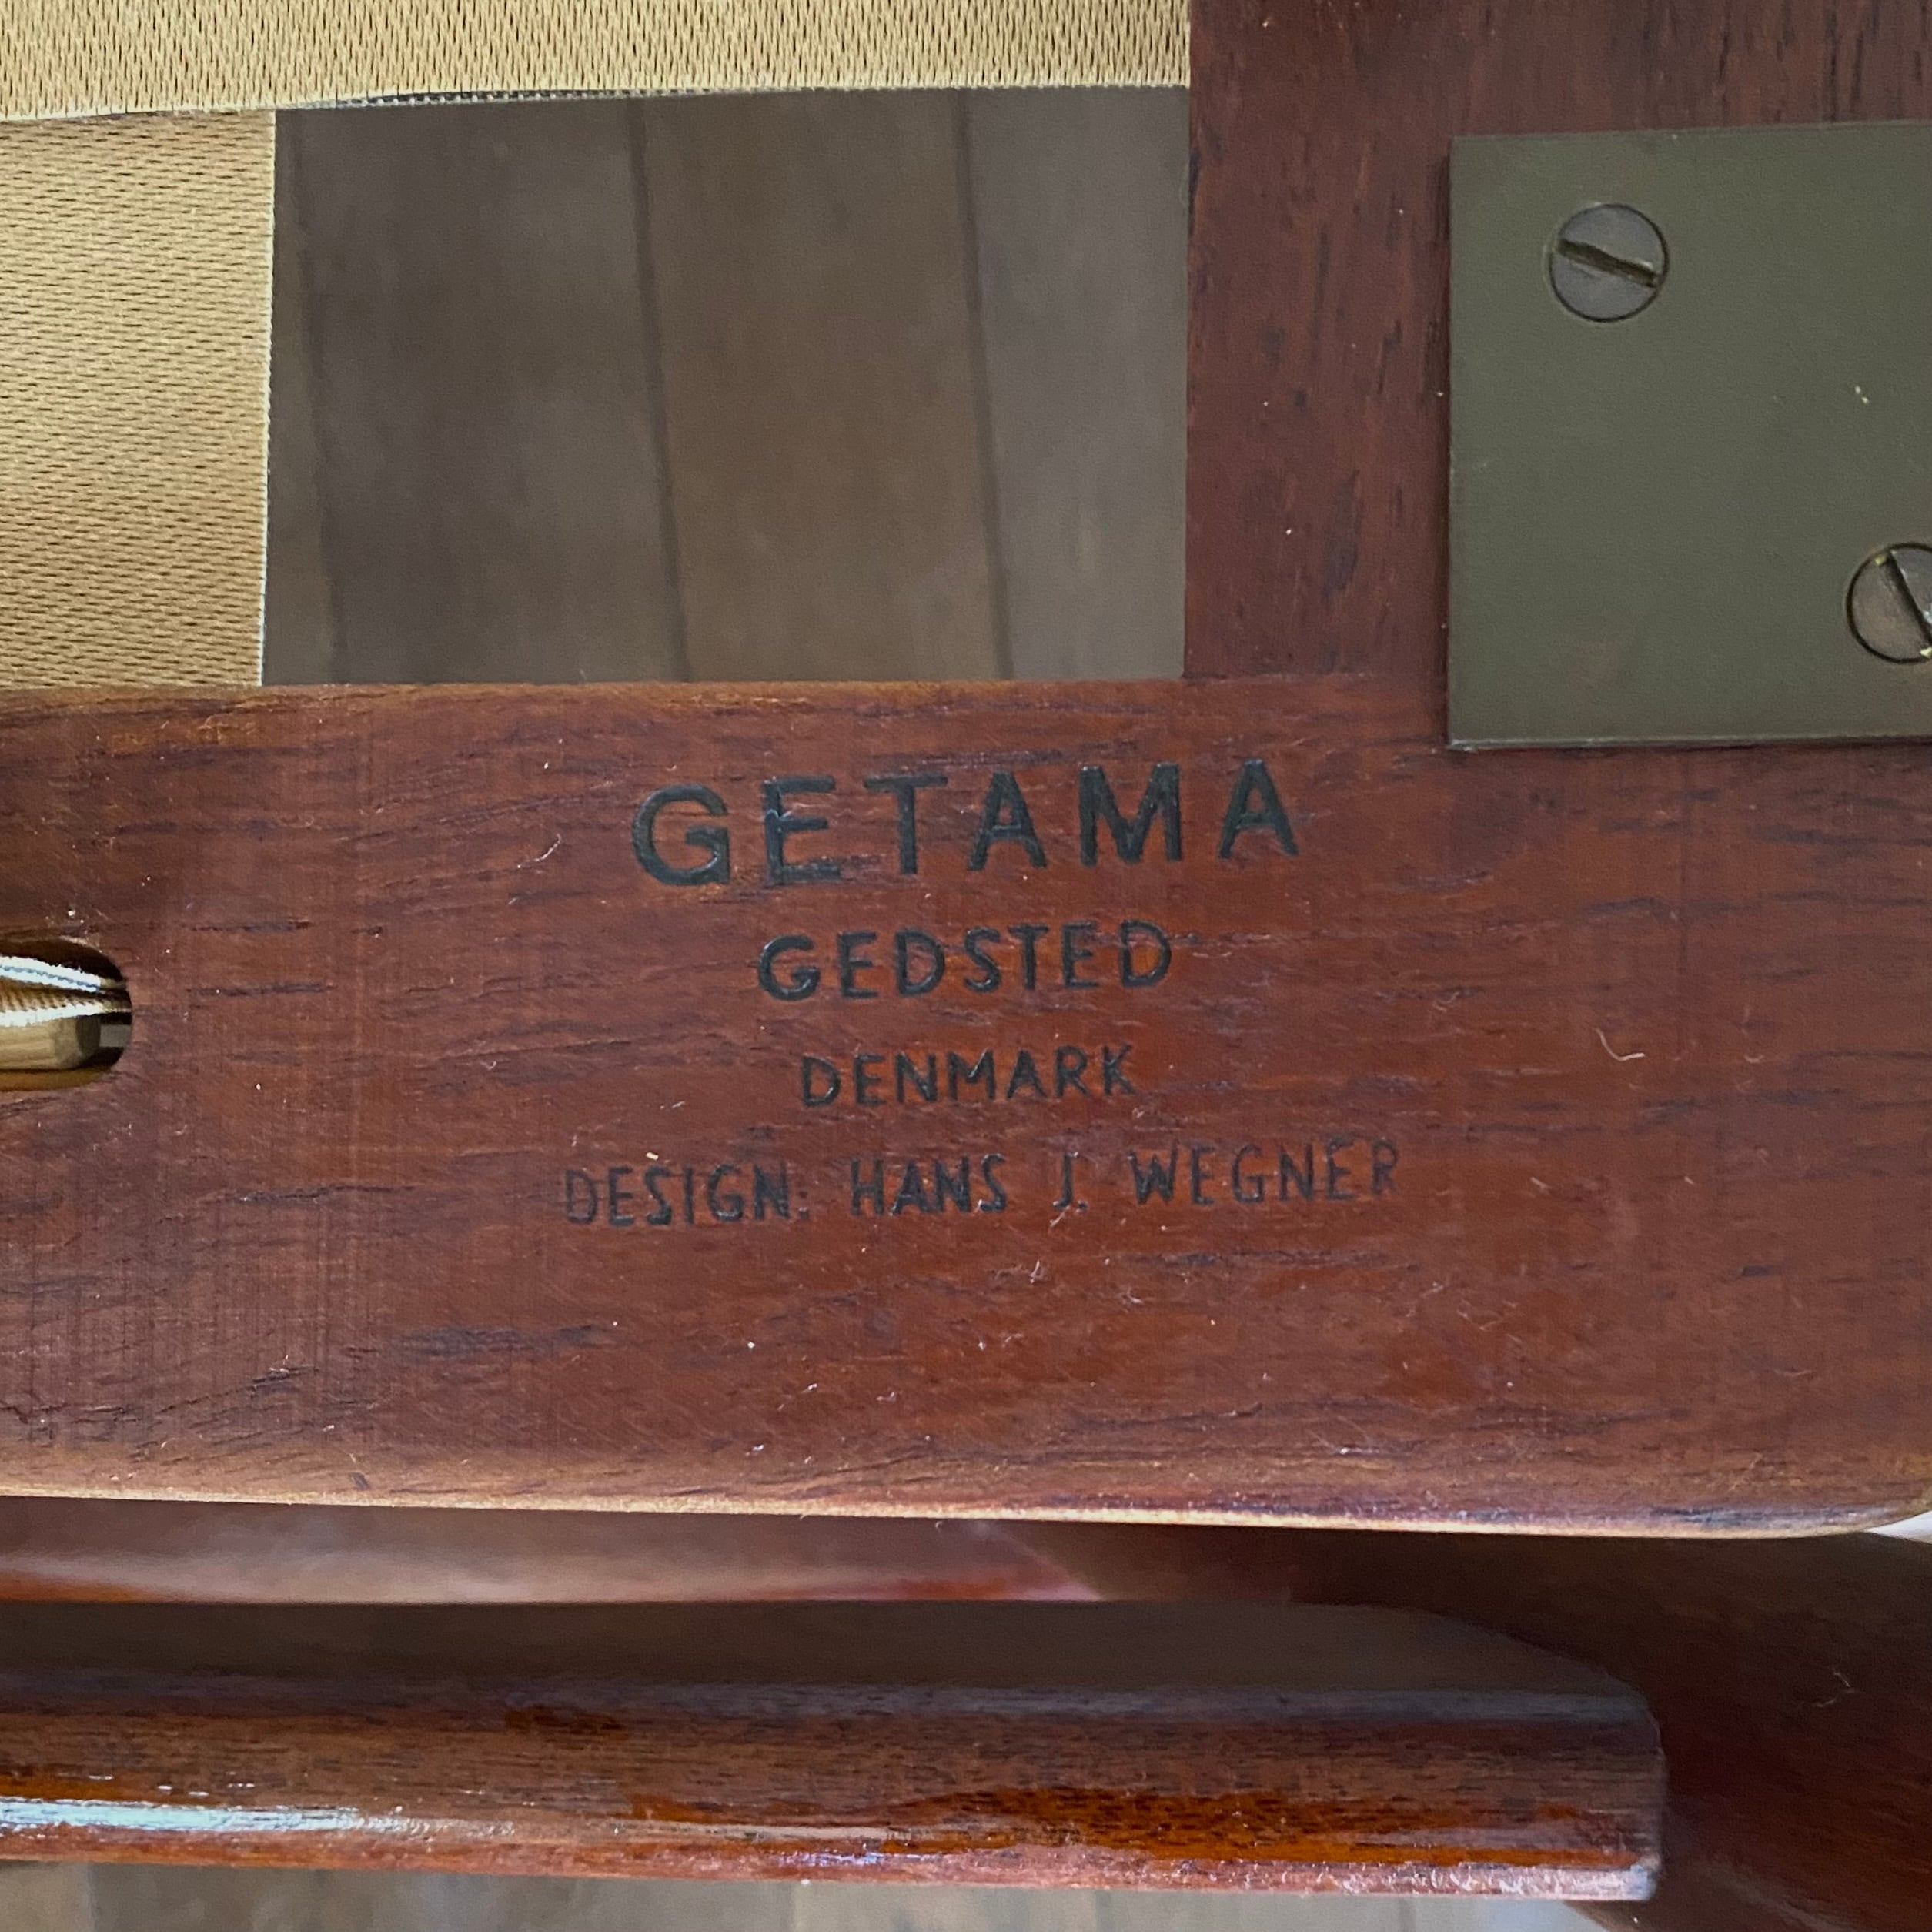 GETAMA
GEDSTED
DENMARK
DESIGN: HANS J. WEGNER